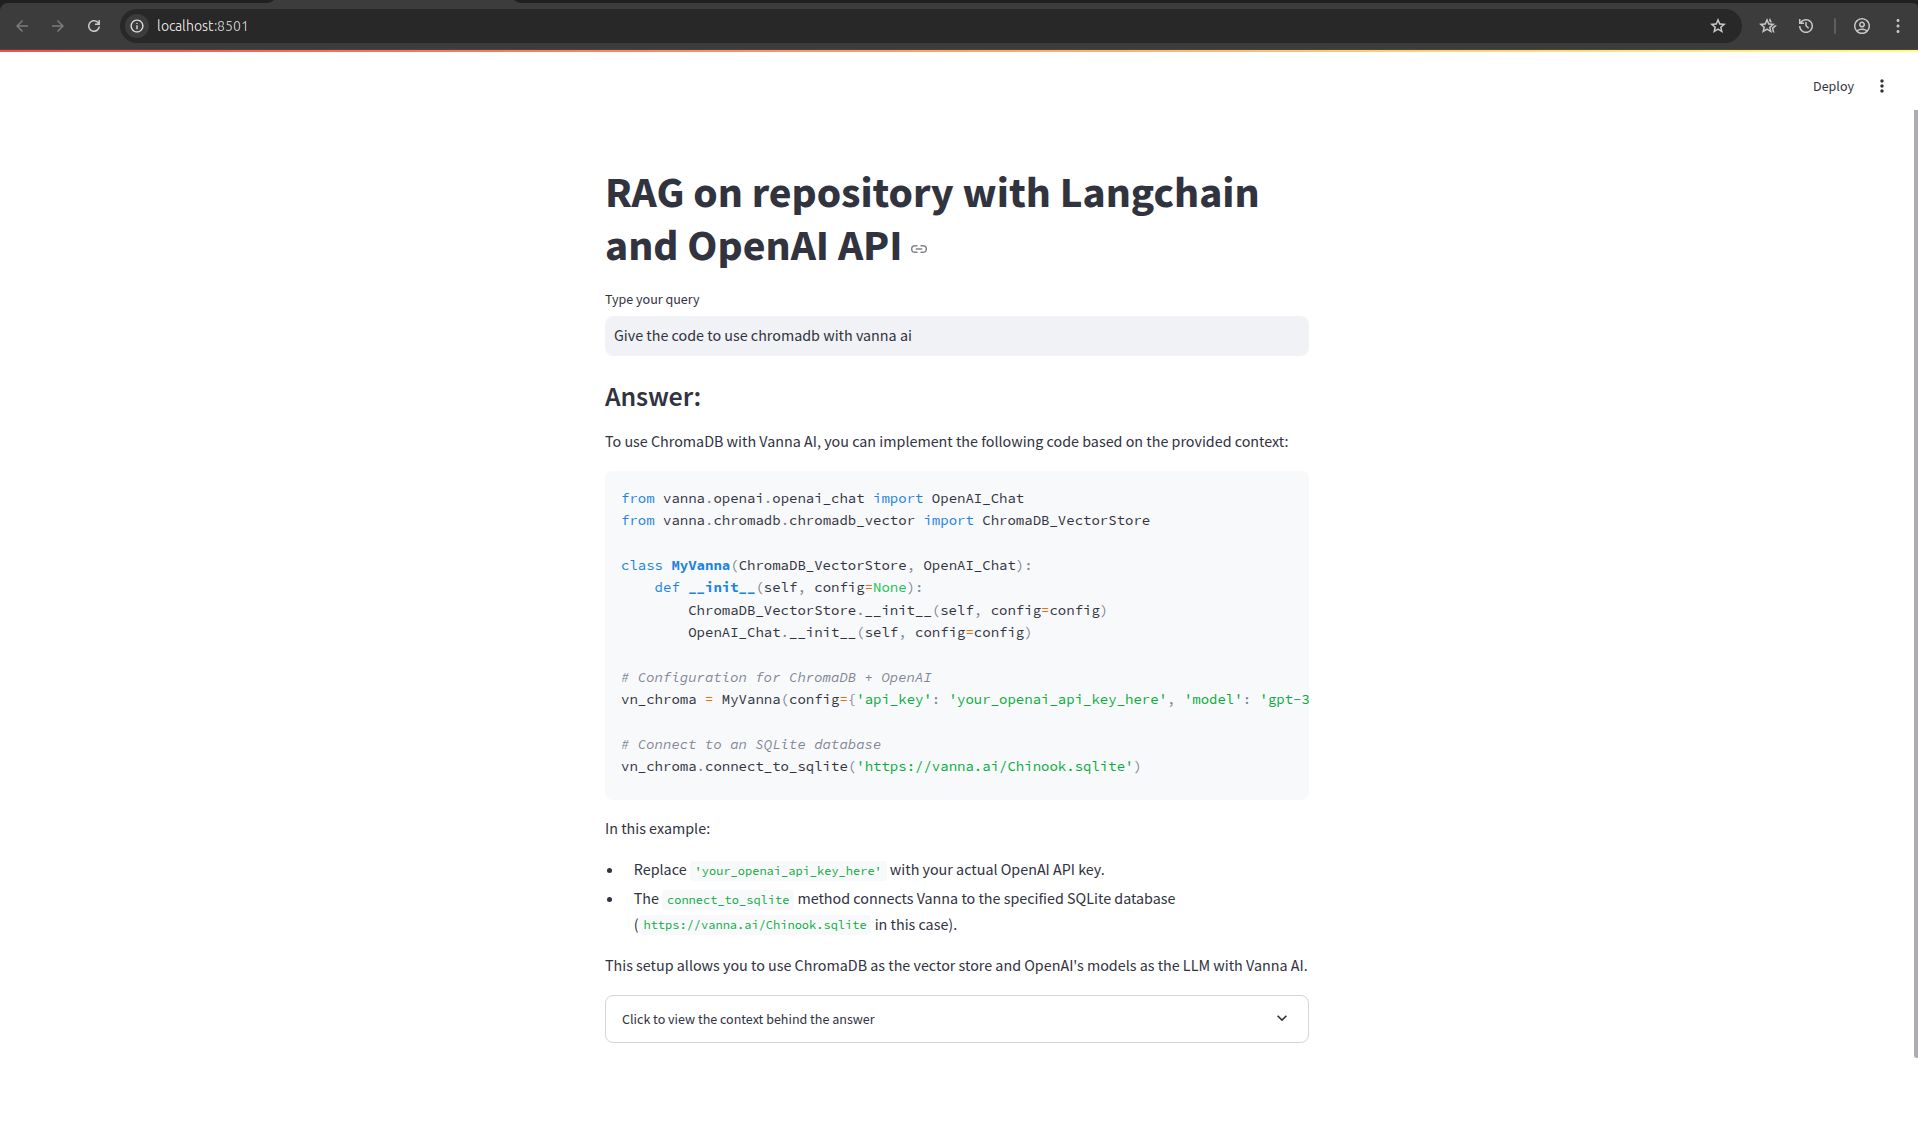 localhost:8501
Deploy
RAG on repository with Langchain
and OpenAI API
Type your query
Give the code to use chromadb with vanna ai
Answer:
To use ChromaDB with Vanna AI, you can implement the following code based on the provided context:
from vanna.openai.openai_chat import OpenAI_Chat
from vanna.chromadb.chromadb_vector import ChromaDB_VectorStore
class MyVanna(ChromaDB_VectorStore, OpenAI_Chat):
    def __init__(self, config=None):
        ChromaDB_VectorStore.__init__(self, config=config)
        OpenAI_Chat.__init__(self, config=config)
# Configuration for ChromaDB + OpenAI
vn_chroma = MyVanna(config={'api_key': 'your_openai_api_key_here', 'model': 'gpt-3
# Connect to an SQLite database
vn_chroma.connect_to_sqlite('https://vanna.ai/Chinook.sqlite')
In this example:
• Replace 'your_openai_api_key_here' with your actual OpenAI API key.
• The connect_to_sqlite method connects Vanna to the specified SQLite database
( https://vanna.ai/Chinook.sqlite in this case).
This setup allows you to use ChromaDB as the vector store and OpenAI's models as the LLM with Vanna AI.
Click to view the context behind the answer